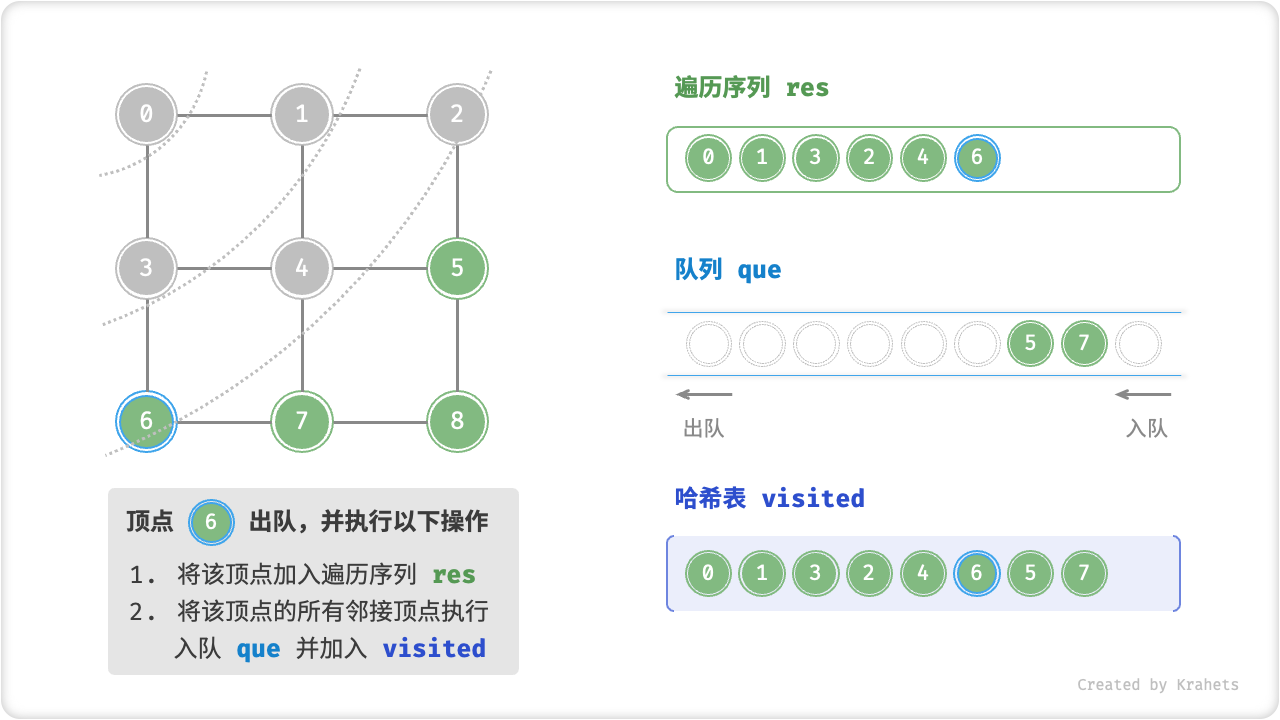 0 1 2
3 4 5
6 7 8
顶点 6 出队，并执行以下操作
1. 将该顶点加入遍历序列 res
2. 将该顶点的所有邻接顶点执行
入队 que 并加入 visited
遍历序列 res
0 1 3 2 4 6
队列 que
5 7
出队 入队
哈希表 visited
0 1 3 2 4 6 5 7
Created by Krahets